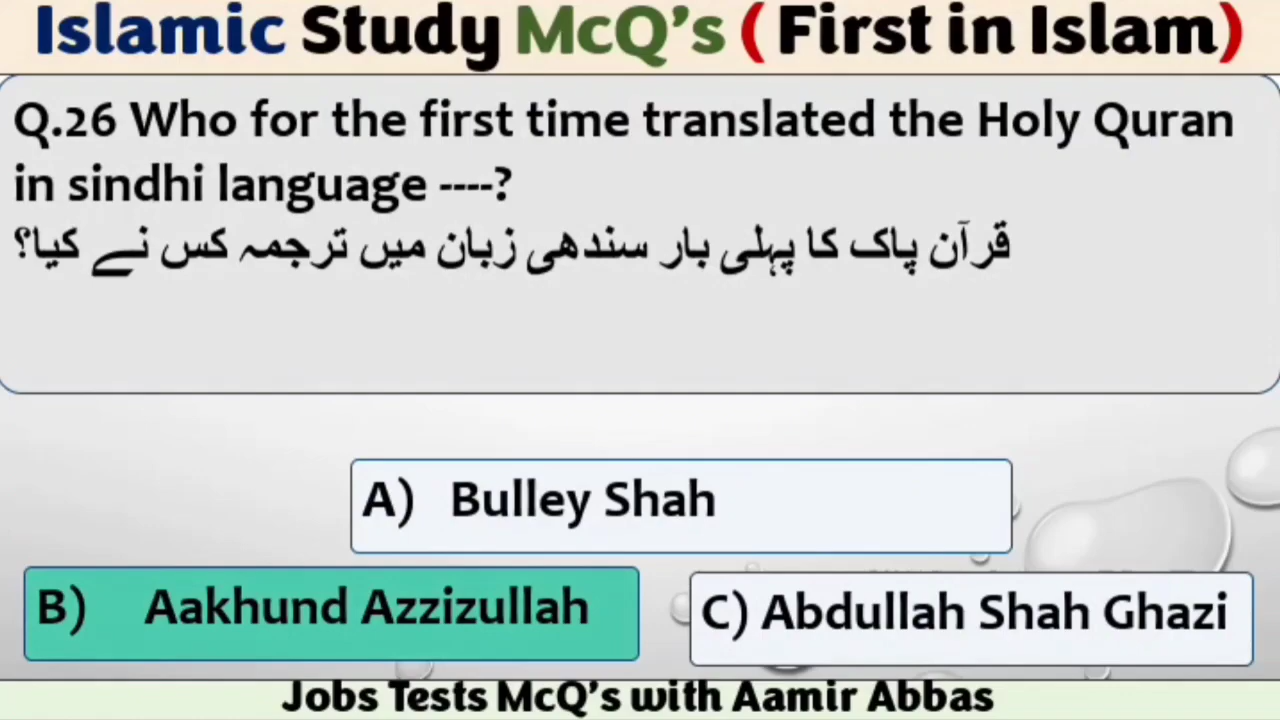 Islamic Study McQ's ( First in Islam)
Q.26 Who for the first time translated the Holy Quran
in sindhi language ----?
قرآن پاک کا پہلی بار سندھی زبان میں ترجمہ کس نے کیا؟
A) Bulley Shah
B) Aakhund Azzizullah
C) Abdullah Shah Ghazi
Jobs Tests McQ's with Aamir Abbas